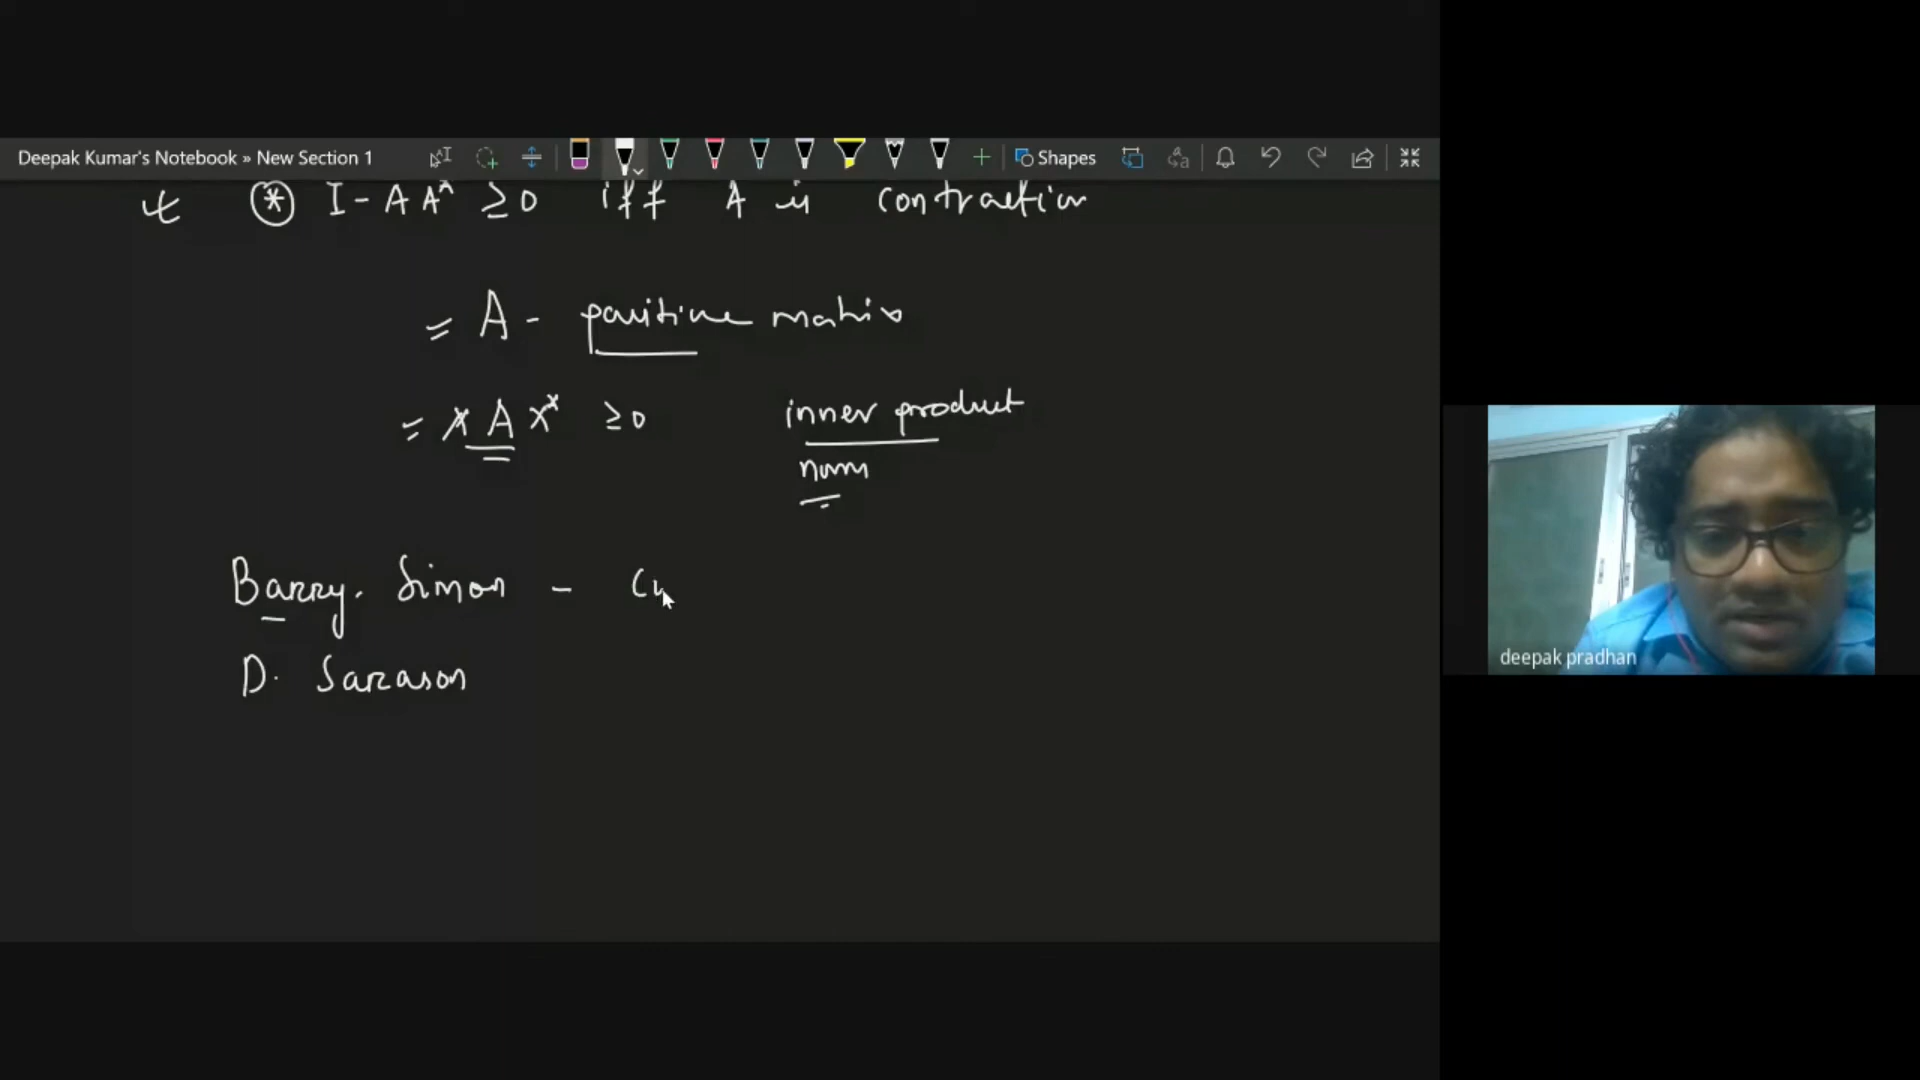 Deepak Kumar's Notebook » New Section 1 Shapes
⊛ I - A A* ≥ 0 iff A is contraction
= A - positive matrix
= x A x* ≥ 0 inner product
norm
Barry. Simon -
D. Sarason
deepak pradhan